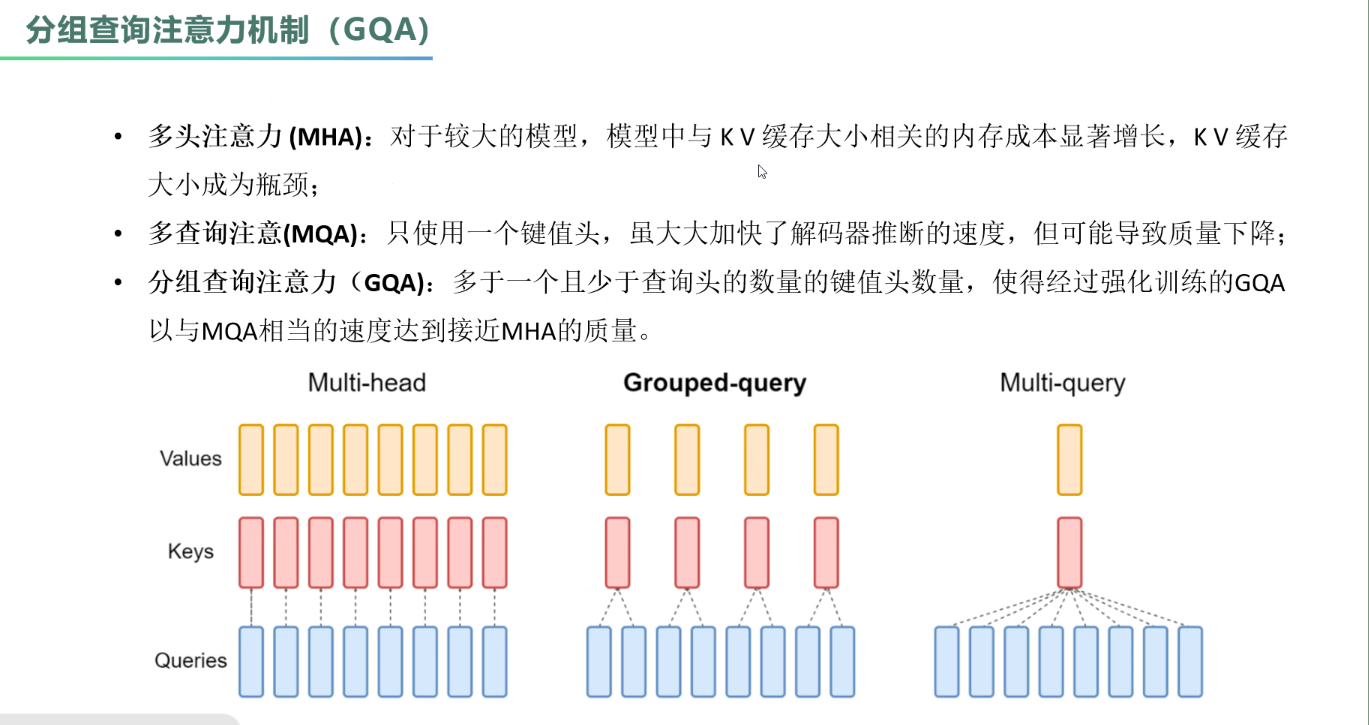 分组查询注意力机制（GQA）
• 多头注意力 (MHA)：对于较大的模型，模型中与 K V 缓存大小相关的内存成本显著增长，K V 缓存
大小成为瓶颈；
• 多查询注意(MQA)：只使用一个键值头，虽大大加快了解码器推断的速度，但可能导致质量下降；
• 分组查询注意力（GQA)：多于一个且少于查询头的数量的键值头数量，使得经过强化训练的GQA
以与MQA相当的速度达到接近MHA的质量。
Multi-head Grouped-query Multi-query
Values
Keys
Queries